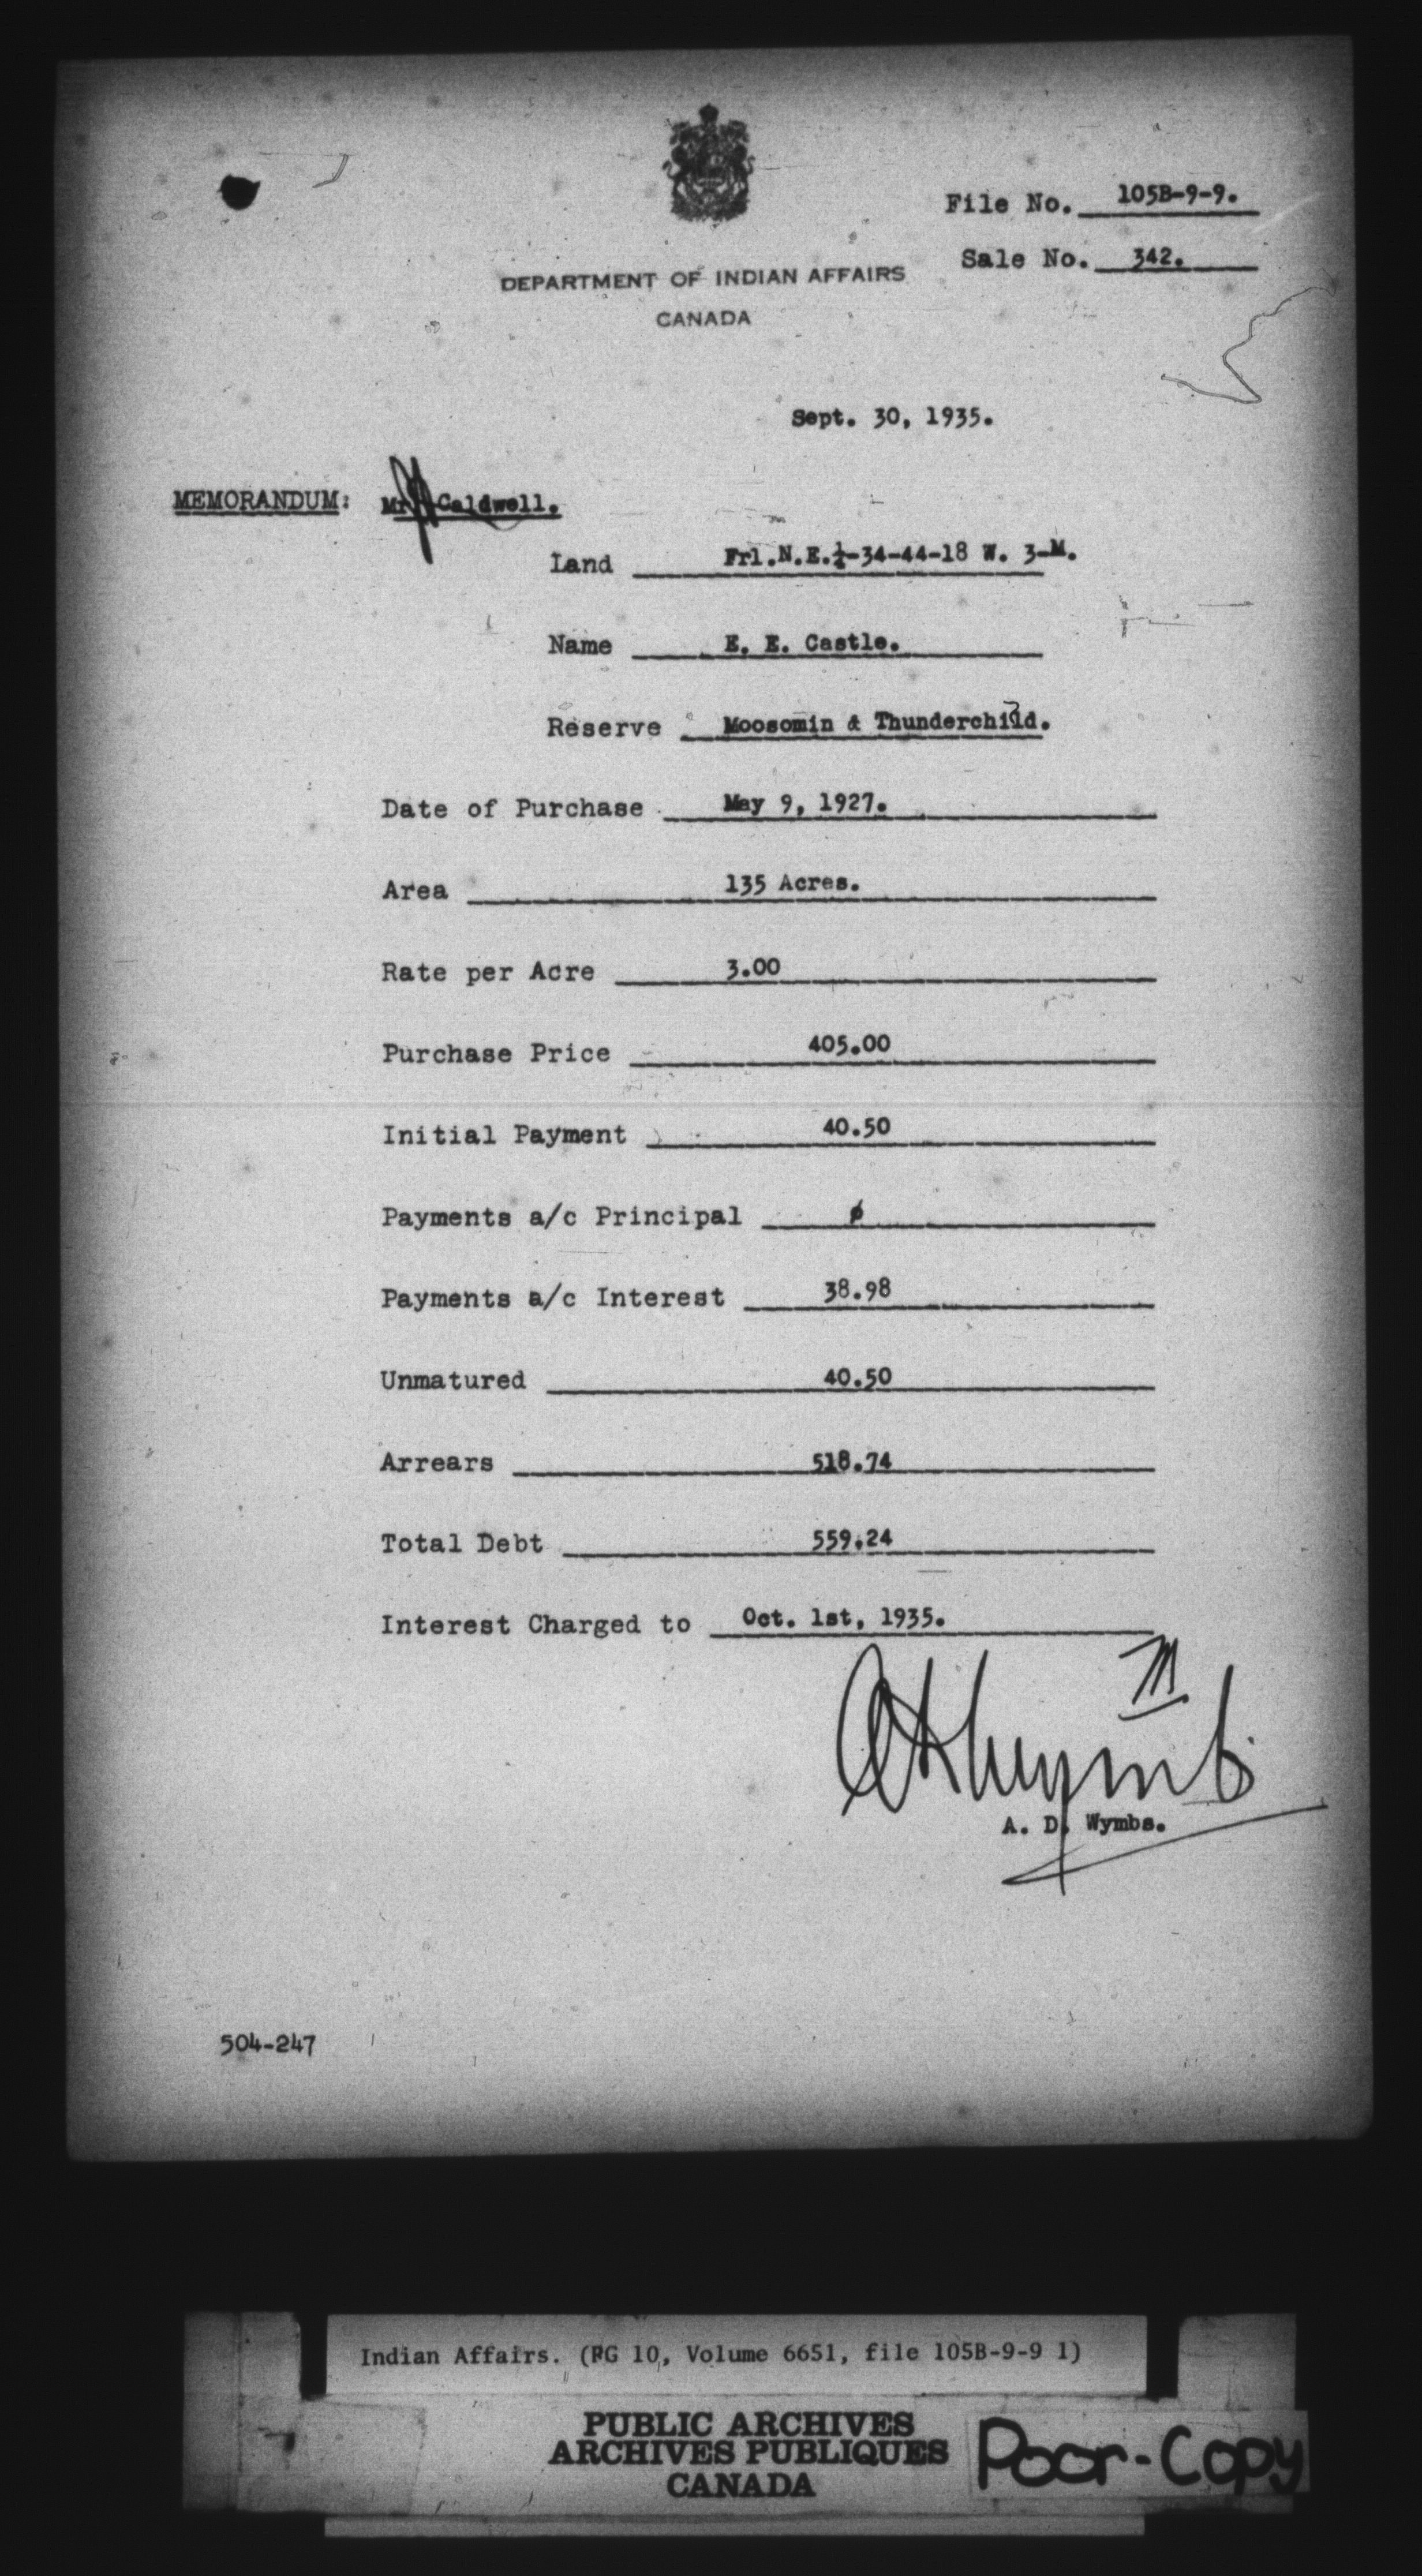 File No. 105B-9-9.
Sale No. 342.
DEPARTMENT OF INDIAN AFFAIRS
CANADA
Sept. 30, 1935.
MEMORANDUM: Mr. Caldwell.
Land Frl.N.E.¼-34-44-18 W. 3-M.
Name E. E. Castle.
Reserve Moosomin & Thunderchild.
Date of Purchase May 9, 1927.
Area 135 Acres.
Rate per Acre 3.00
Purchase Price 405.00
Initial Payment 40.50
Payments a/c Principal ø
Payments a/c Interest 38.98
Unmatured 40.50
Arrears 518.74
Total Debt 559.24
Interest Charged to Oct. 1st, 1935.
A. D. Wymbs.
504-247
Indian Affairs. (RG 10, Volume 6651, file 105B-9-9 1)
PUBLIC ARCHIVES
ARCHIVES PUBLIQUES
CANADA
Poor-Copy